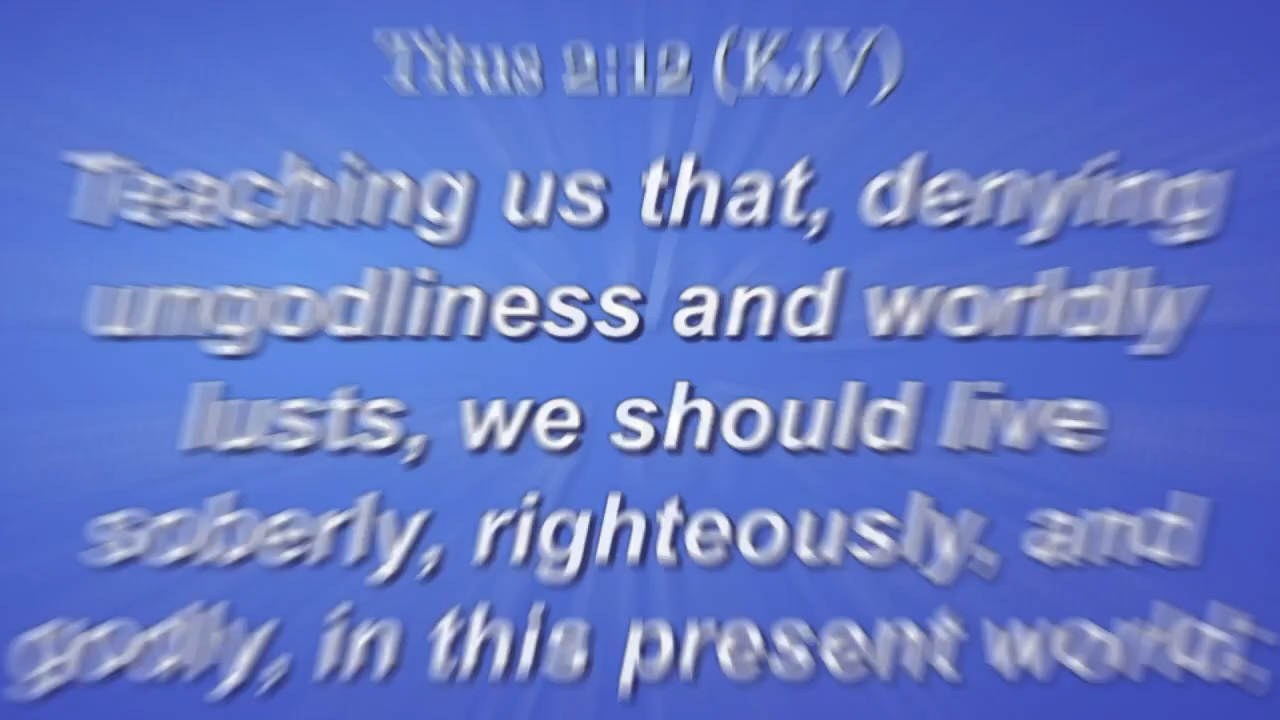 Titus 2:12 (KJV)
Teaching us that, denying
ungodliness and worldly
lusts, we should live
soberly, righteously, and
godly, in this present world;